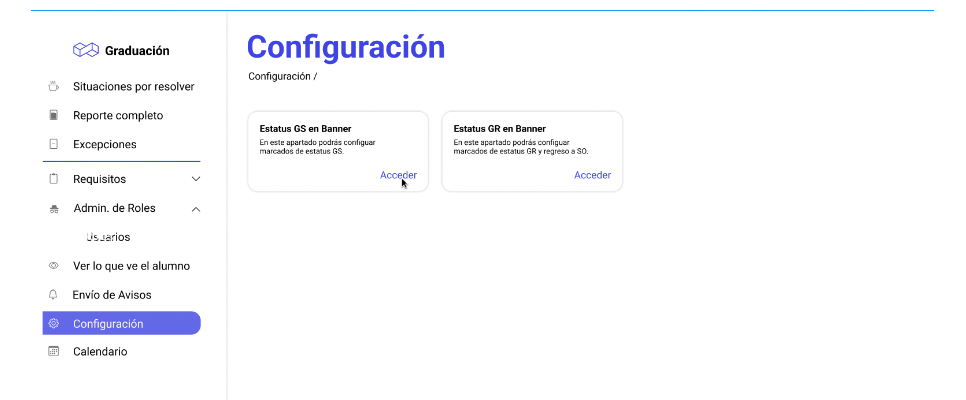 Graduación
Situaciones por resolver
Reporte completo
Excepciones
Requisitos
Admin. de Roles
Usuarios
Ver lo que ve el alumno
Envío de Avisos
Configuración
Calendario
Configuración
Configuración /
Estatus GS en Banner
En este apartado podrás configuar
marcados de estatus GS.
Acceder
Estatus GR en Banner
En este apartado podrás configuar
marcados de estatus GR y regreso a SO.
Acceder